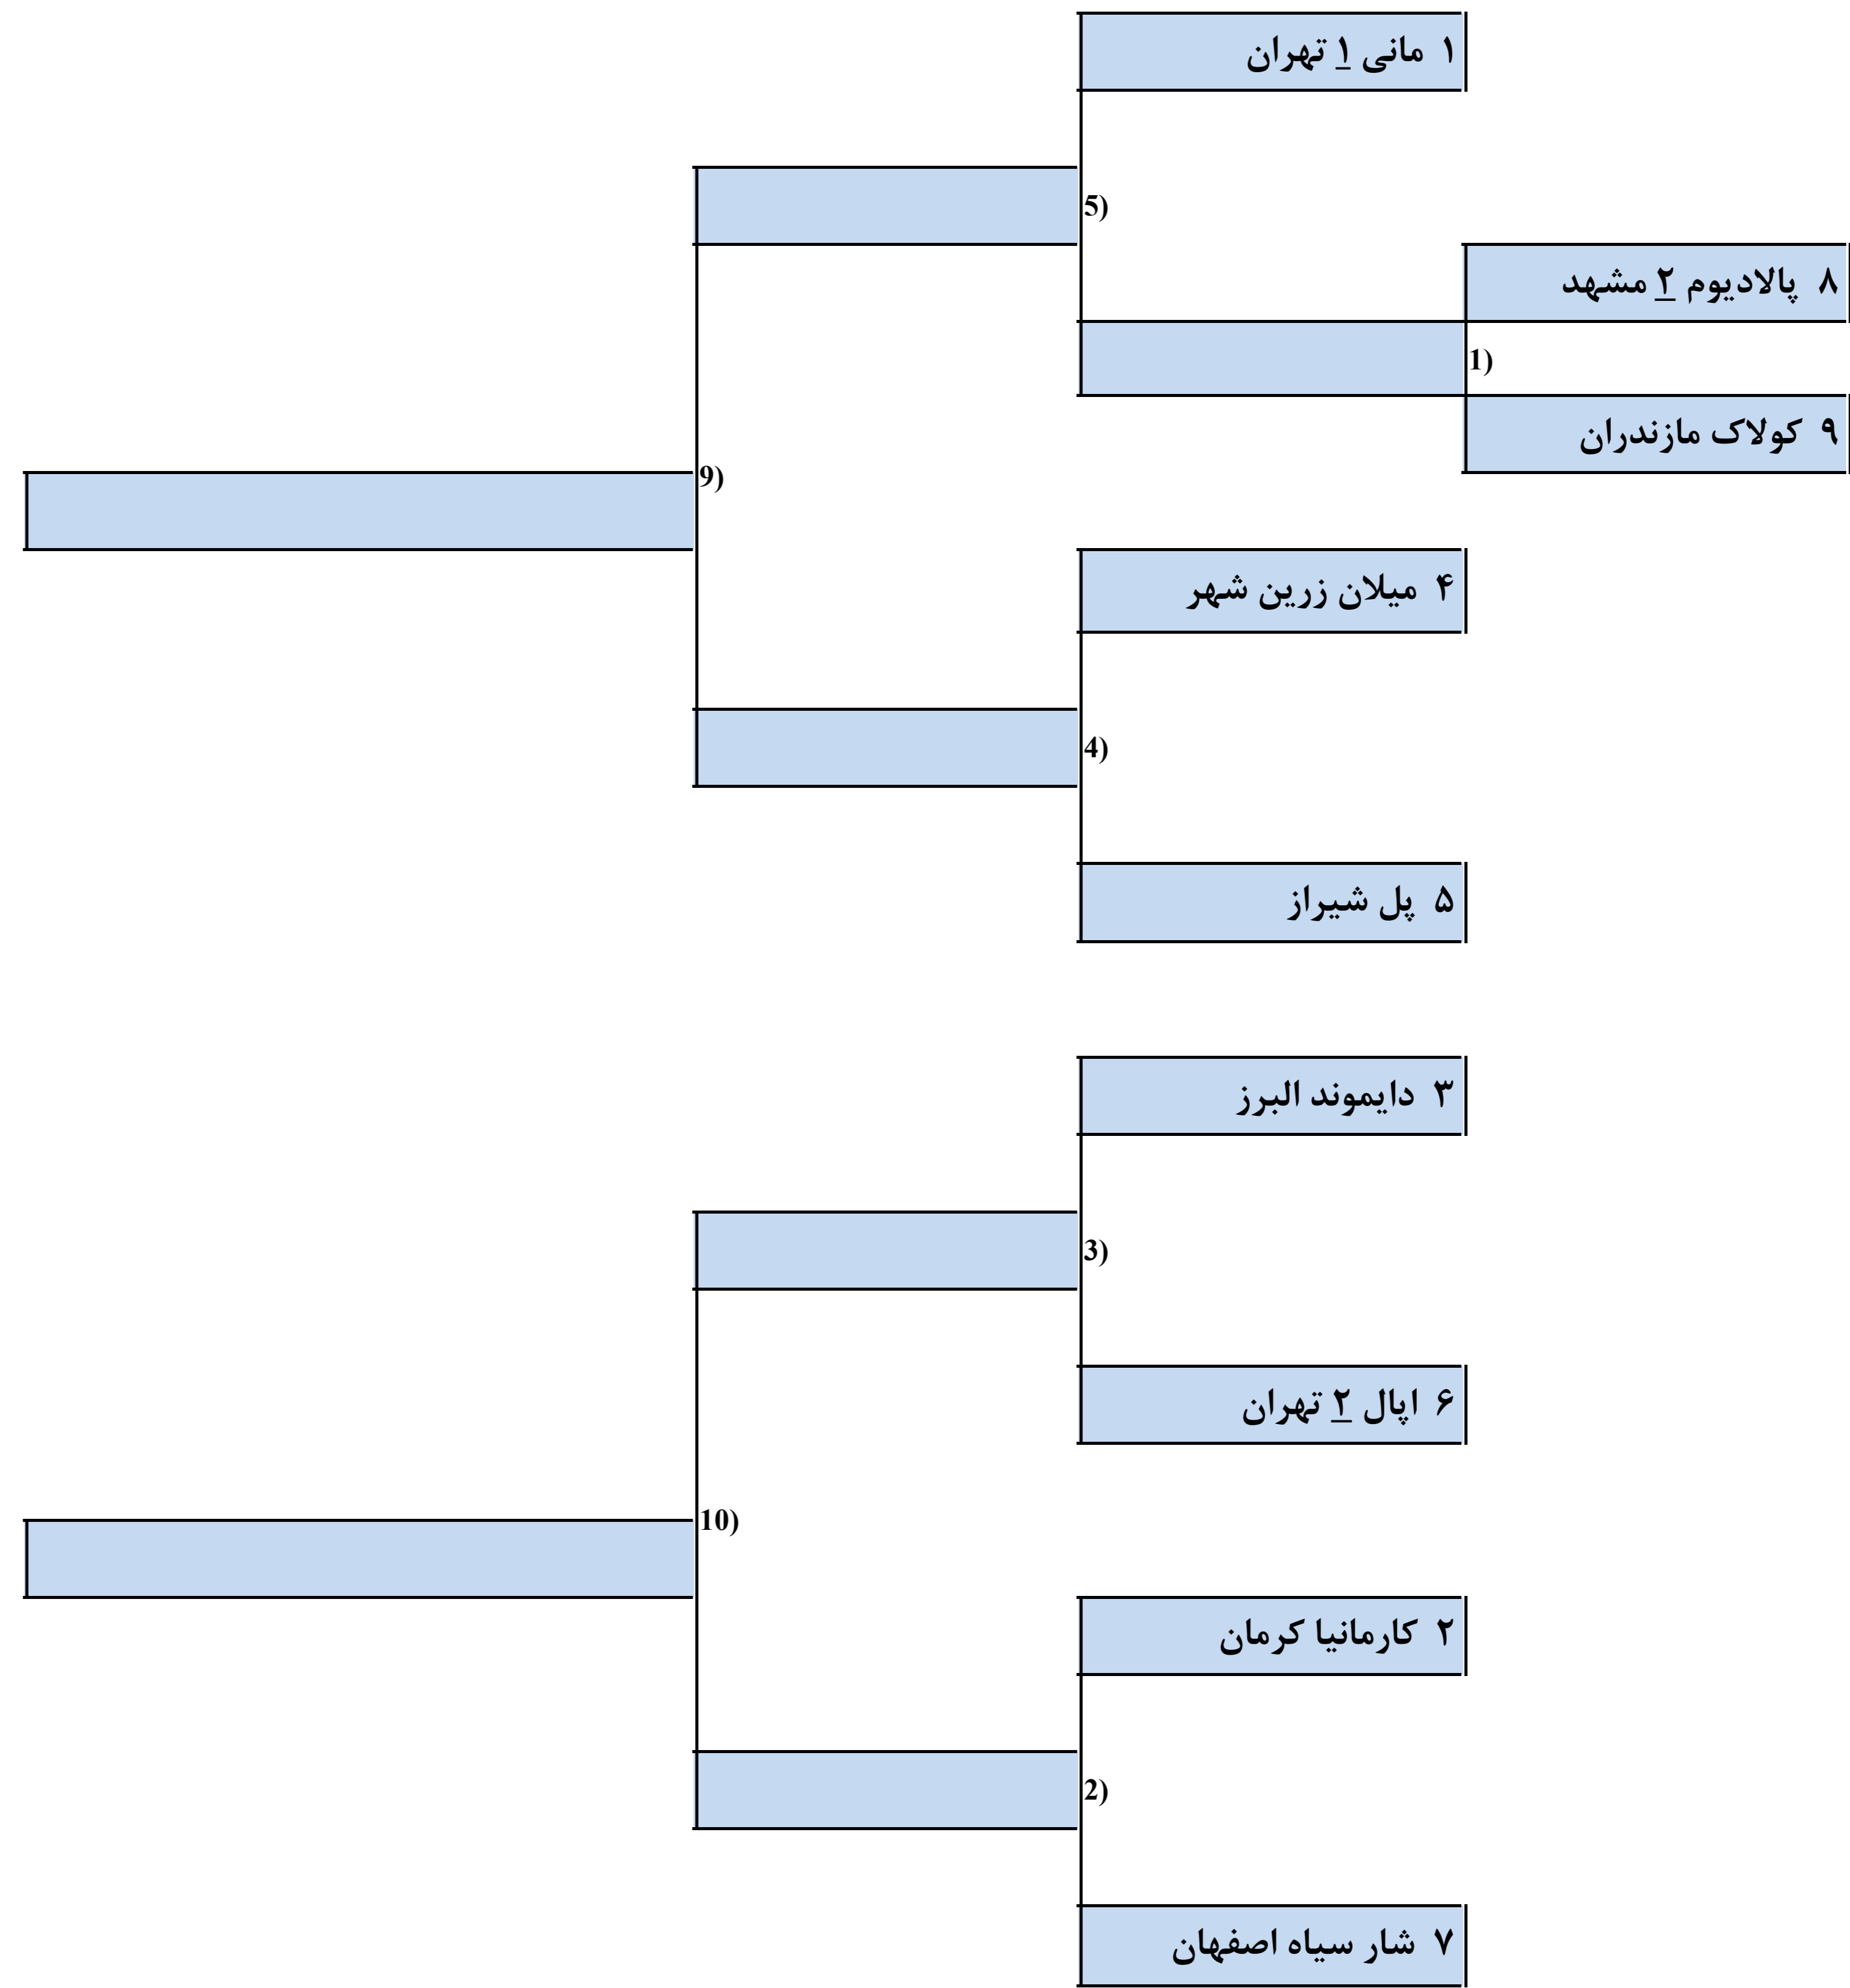 ۱ مانی ۱ تهران
5)
۸ پالادیوم ۲ مشهد
1)
۹ کولاک مازندران
9)
۴ میلان زرین شهر
4)
۵ پل شیراز
۳ دایموند البرز
3)
۶ اپال ۲ تهران
10)
۲ کارمانیا کرمان
2)
۷ شار سیاه اصفهان